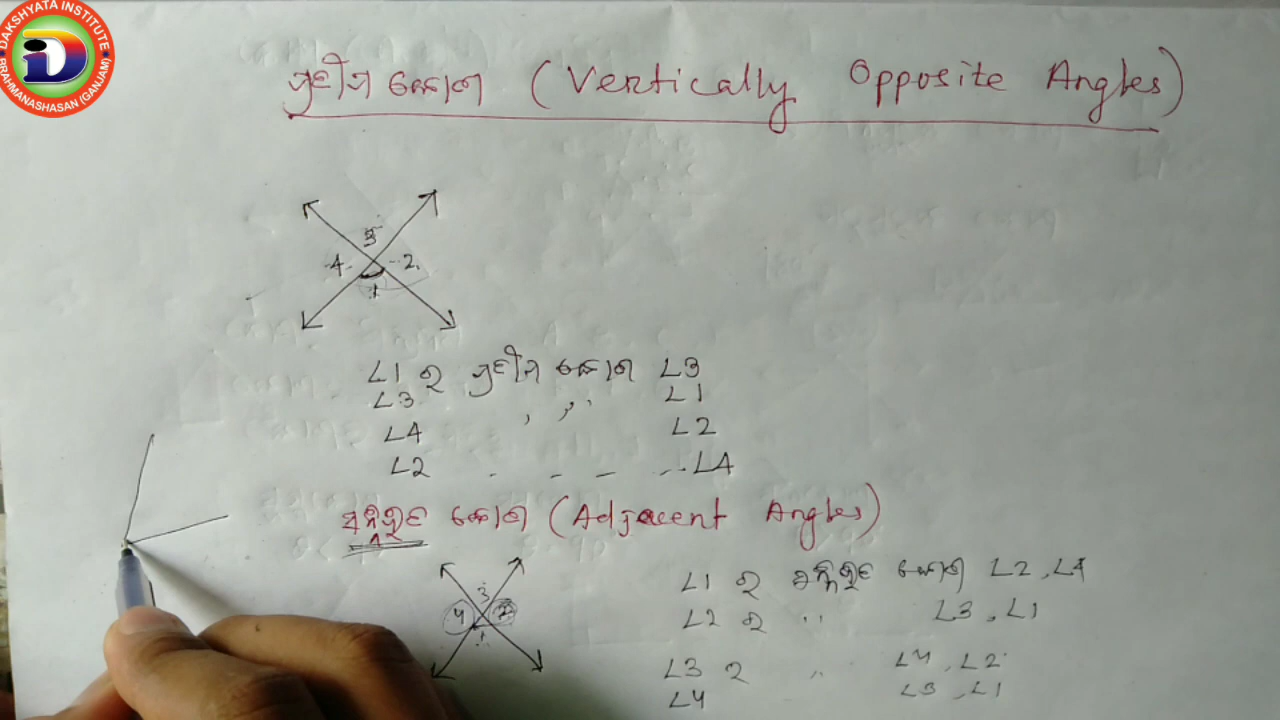 DAKSHYATA INSTITUTE
BRAHMANASHASAN (GANJAM)
iD
ପ୍ରତୀପ କୋଣ (Vertically Opposite Angles)
3
4 2
1
∠1 ର ପ୍ରତୀପ କୋଣ ∠3
∠3 , ,, ∠1
∠4 ∠2
∠2 - - - - ∠4
ସନ୍ନିହିତ କୋଣ (Adjacent Angles)
3
4 2
1
∠1 ର ସନ୍ନିହିତ କୋଣ ∠2, ∠4
∠2 ର ,, ∠3, ∠1
∠3 ର ,, ∠4, ∠2
∠4 ∠3, ∠1